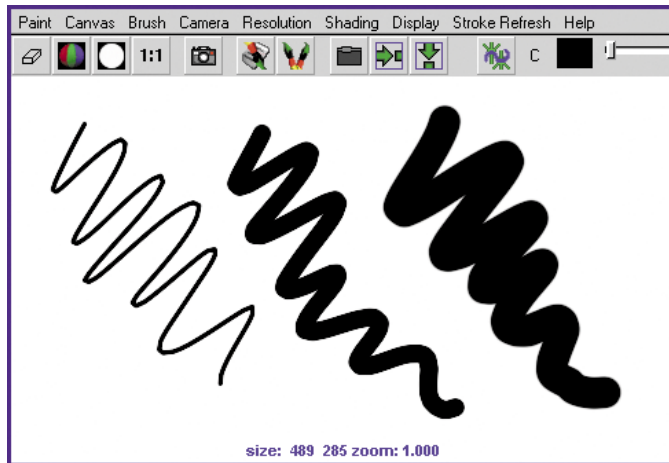 Paint Canvas Brush Camera Resolution Shading Display Stroke Refresh Help
1:1 C
size: 489 285 zoom: 1.000